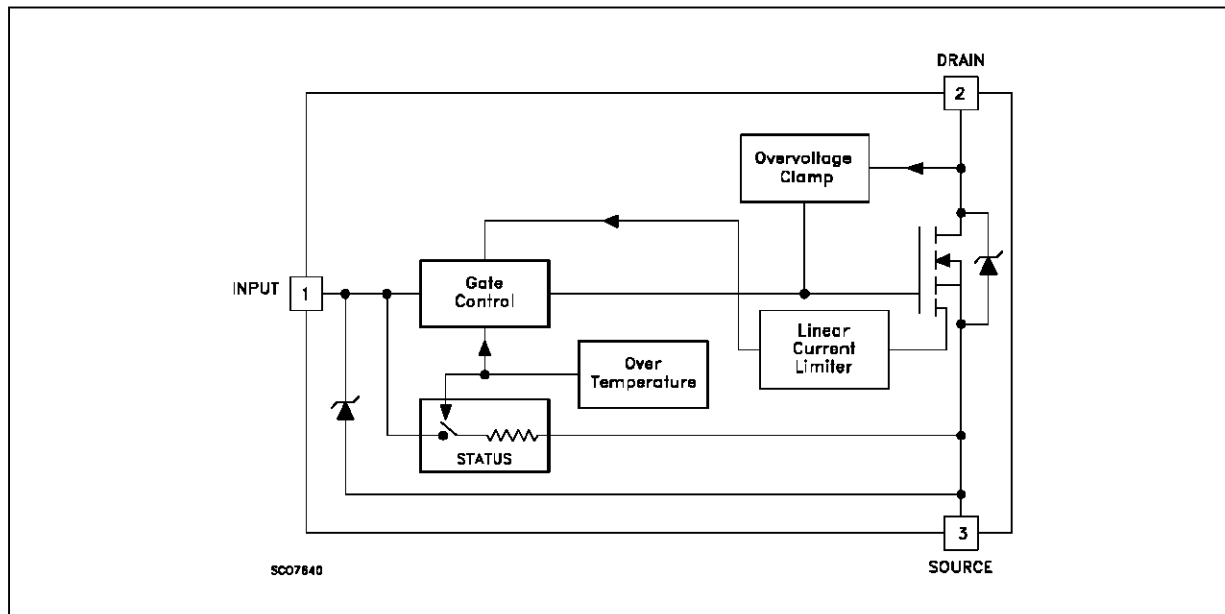 DRAIN
2
Overvoltage
Clamp
INPUT
1
Gate
Control
Linear
Current
Limiter
Over
Temperature
STATUS
3
SOURCE
SC07640